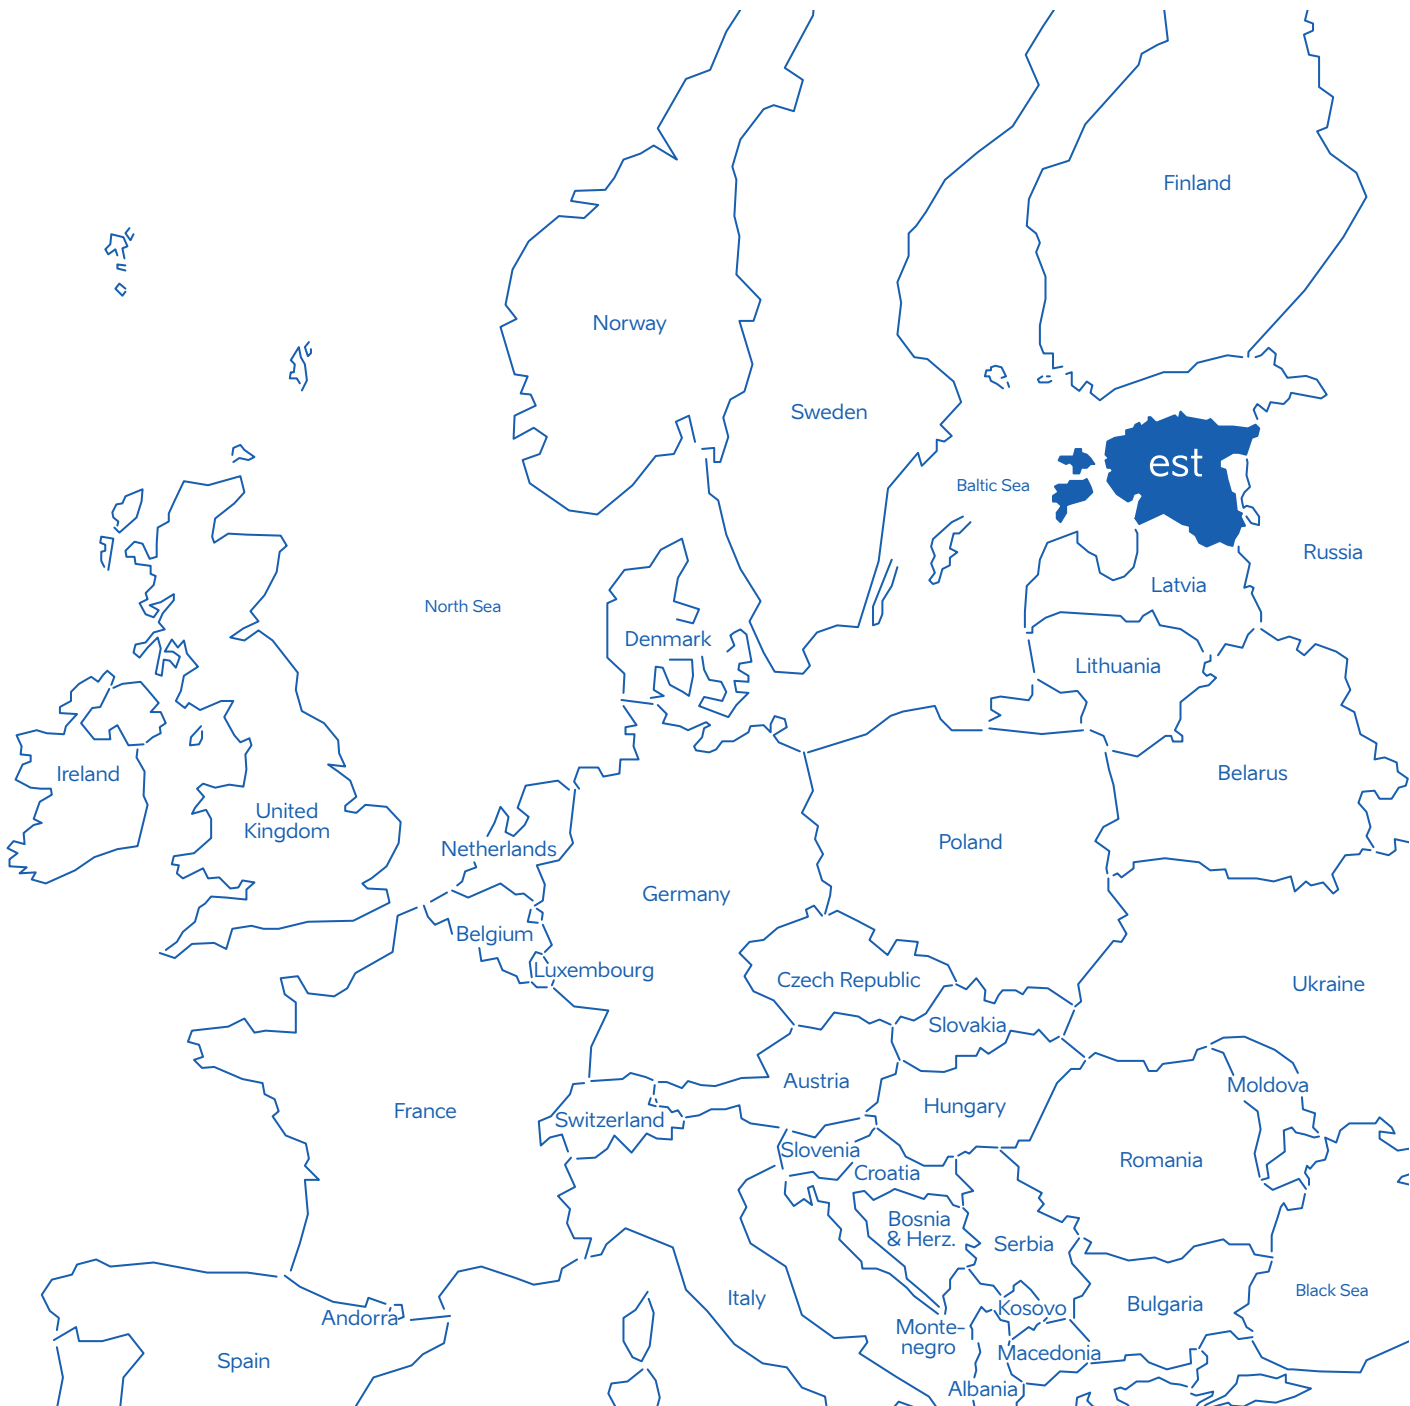 Finland
Norway
Sweden
est
Baltic Sea
Russia
Latvia
North Sea
Denmark
Lithuania
Ireland
Belarus
United
Kingdom
Netherlands
Poland
Germany
Belgium
Luxembourg
Czech Republic
Ukraine
Slovakia
Austria
Moldova
France
Switzerland
Hungary
Slovenia
Romania
Croatia
Bosnia
& Herz.
Serbia
Black Sea
Italy
Kosovo
Bulgaria
Andorra
Monte-
negro
Macedonia
Spain
Albania